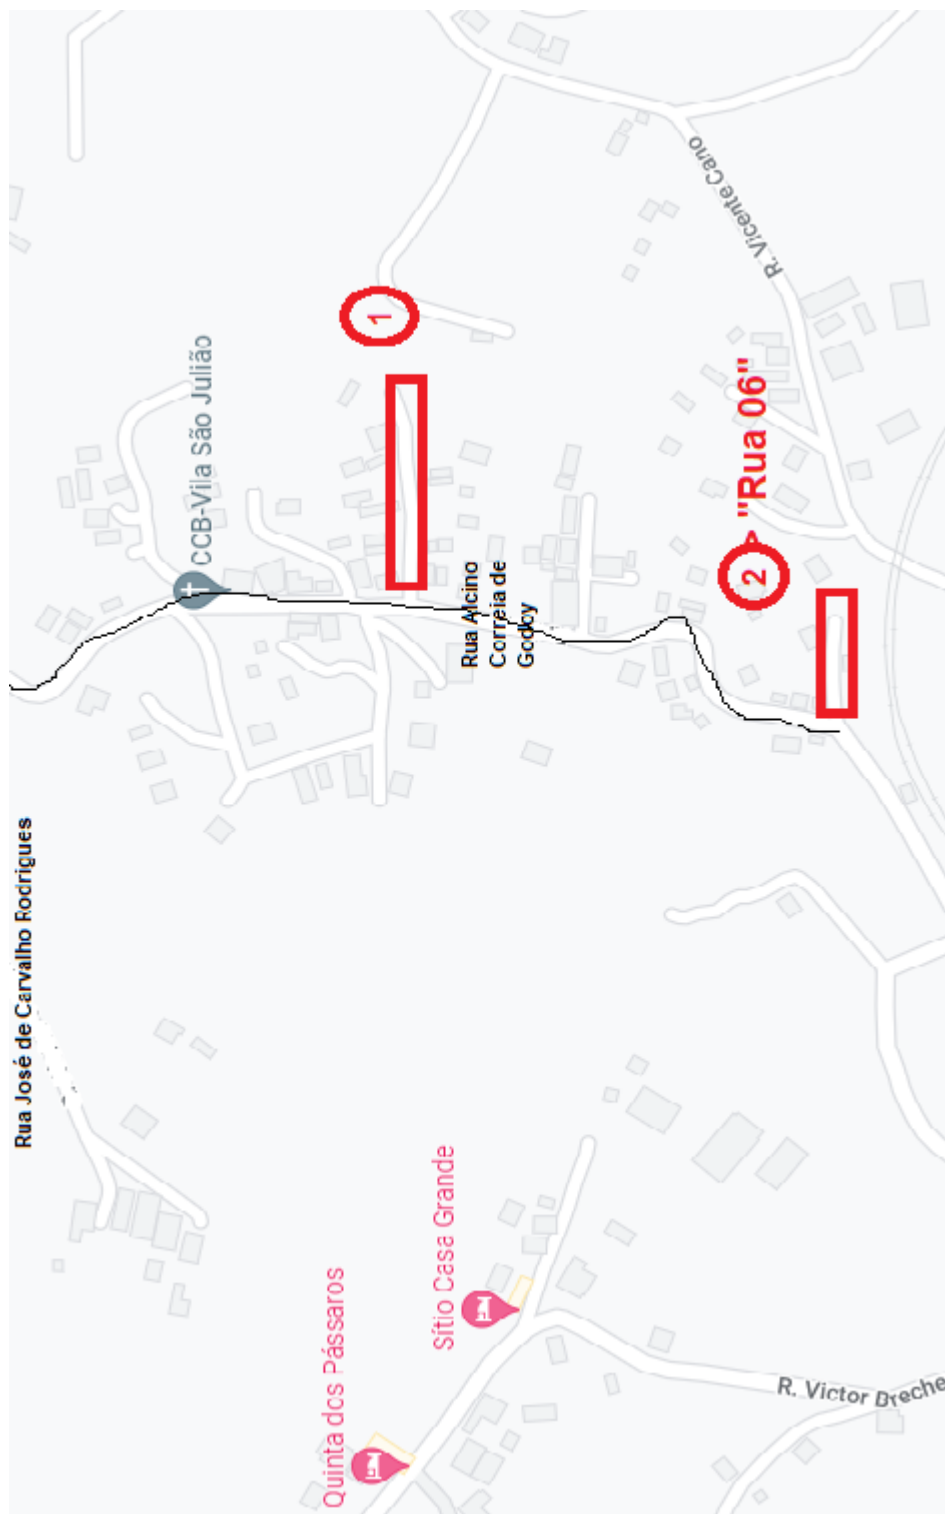 Rua José de Carvalho Rodrigues
CCB-Vila São Julião
1
Rua Alcino
Correia de
Godoy
R. Vicente Cano
2
"Rua 06"
Quinta dos Pássaros
Sítio Casa Grande
R. Victor Dreche